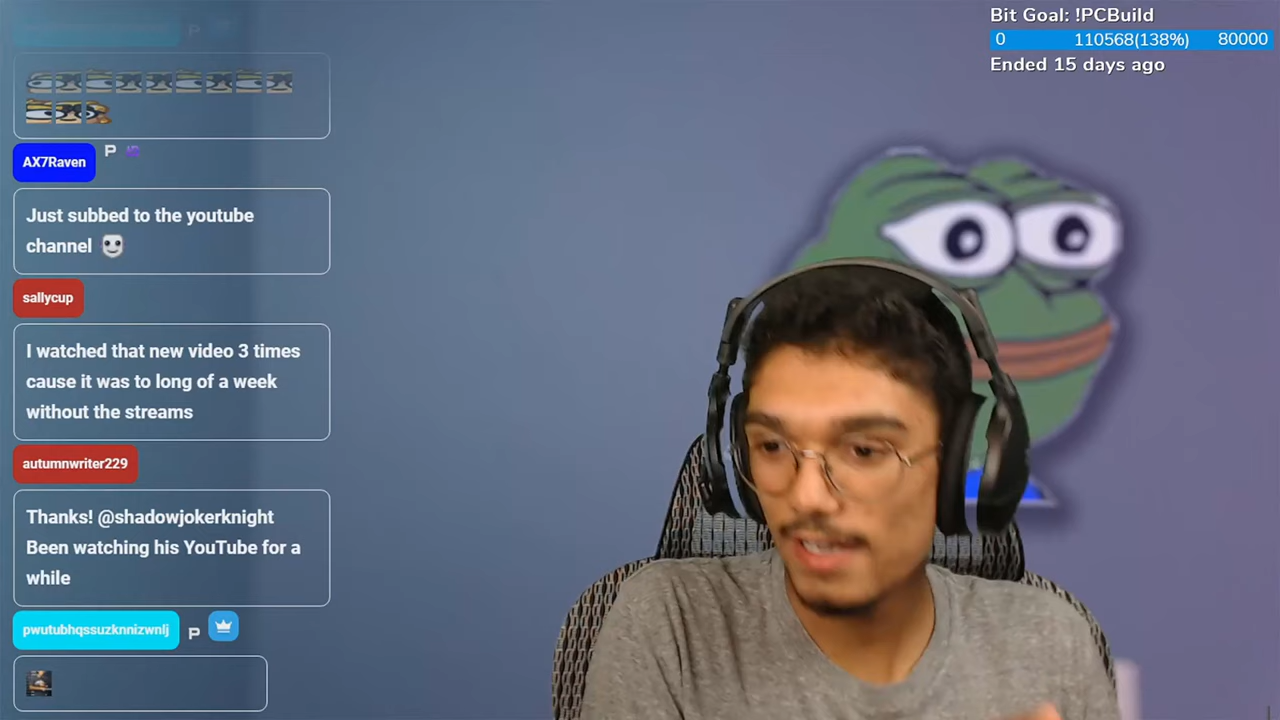 Bit Goal: !PCBuild
0 110568(138%) 80000
Ended 15 days ago
P
AX7Raven P
Just subbed to the youtube
channel
sallycup
I watched that new video 3 times
cause it was to long of a week
without the streams
autumnwriter229
Thanks! @shadowjokerknight
Been watching his YouTube for a
while
pwutubhqssuzknnizwnlj P